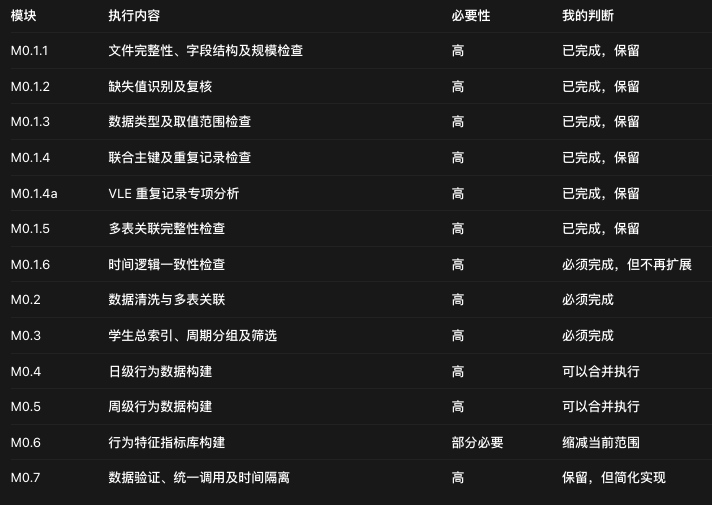 模块 执行内容 必要性 我的判断
M0.1.1 文件完整性、字段结构及规模检查 高 已完成，保留
M0.1.2 缺失值识别及复核 高 已完成，保留
M0.1.3 数据类型及取值范围检查 高 已完成，保留
M0.1.4 联合主键及重复记录检查 高 已完成，保留
M0.1.4a VLE 重复记录专项分析 高 已完成，保留
M0.1.5 多表关联完整性检查 高 已完成，保留
M0.1.6 时间逻辑一致性检查 高 必须完成，但不再扩展
M0.2 数据清洗与多表关联 高 必须完成
M0.3 学生总索引、周期分组及筛选 高 必须完成
M0.4 日级行为数据构建 高 可以合并执行
M0.5 周级行为数据构建 高 可以合并执行
M0.6 行为特征指标库构建 部分必要 缩减当前范围
M0.7 数据验证、统一调用及时间隔离 高 保留，但简化实现